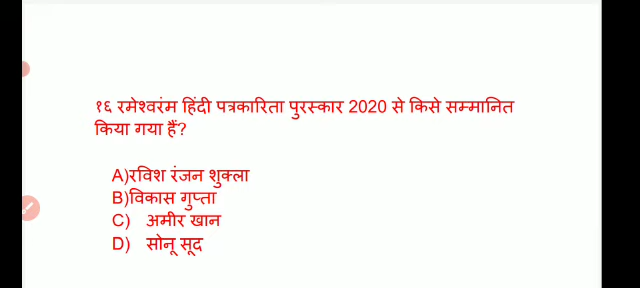 १६ रमेश्वरंम हिंदी पत्रकारिता पुरस्कार 2020 से किसे सम्मानित
किया गया हैं?
A)रविश रंजन शुक्ला
B)विकास गुप्ता
C) अमीर खान
D) सोनू सूद